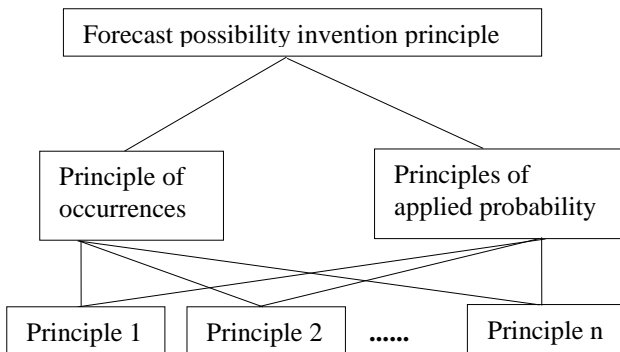 Forecast possibility invention principle
Principle of
occurrences
Principles of
applied probability
Principle 1
Principle 2
......
Principle n